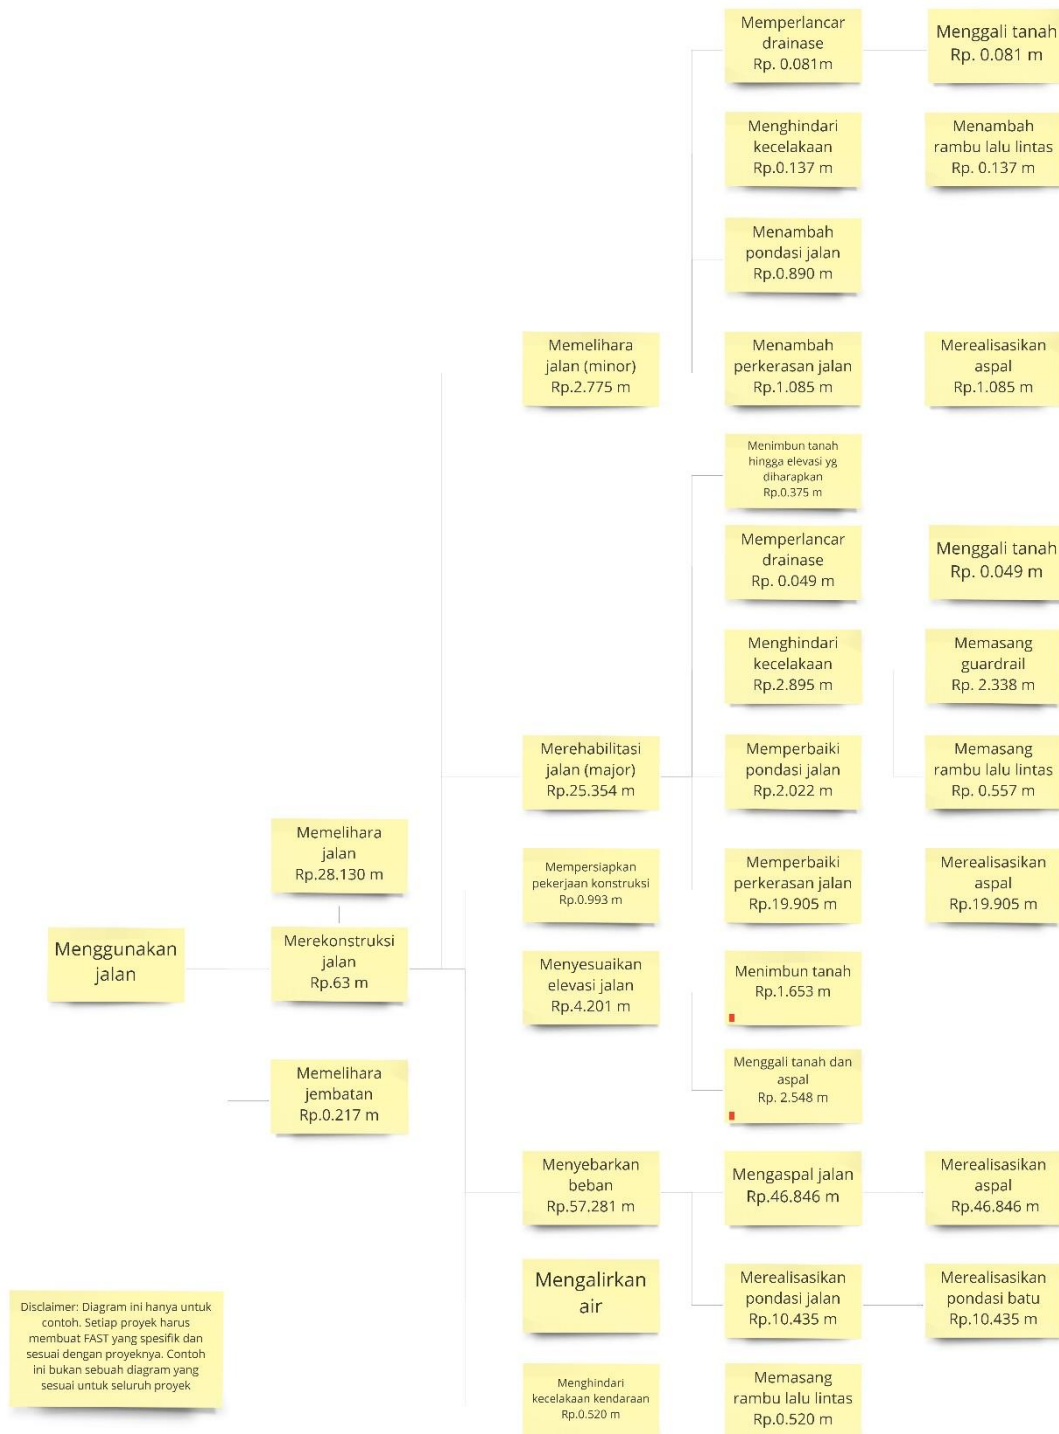 Memperlancar
drainase
Rp. 0.081m
Menggali tanah
Rp. 0.081 m
Menghindari
kecelakaan
Rp.0.137 m
Menambah
rambu lalu lintas
Rp. 0.137 m
Menambah
pondasi jalan
Rp.0.890 m
Memelihara
jalan (minor)
Rp.2.775 m
Menambah
perkerasan jalan
Rp.1.085 m
Merealisasikan
aspal
Rp.1.085 m
Menimbun tanah
hingga elevasi yg
diharapkan
Rp.0.375 m
Memperlancar
drainase
Rp. 0.049 m
Menggali tanah
Rp. 0.049 m
Menghindari
kecelakaan
Rp.2.895 m
Memasang
guardrail
Rp. 2.338 m
Merehabilitasi
jalan (major)
Rp.25.354 m
Memperbaiki
pondasi jalan
Rp.2.022 m
Memasang
rambu lalu lintas
Rp. 0.557 m
Memelihara
jalan
Rp.28.130 m
Mempersiapkan
pekerjaan konstruksi
Rp.0.993 m
Memperbaiki
perkerasan jalan
Rp.19.905 m
Merealisasikan
aspal
Rp.19.905 m
Menggunakan
jalan
Merekonstruksi
jalan
Rp.63 m
Menyesuaikan
elevasi jalan
Rp.4.201 m
Menimbun tanah
Rp.1.653 m
Memelihara
jembatan
Rp.0.217 m
Menggali tanah dan
aspal
Rp. 2.548 m
Menyebarkan
beban
Rp.57.281 m
Mengaspal jalan
Rp.46.846 m
Merealisasikan
aspal
Rp.46.846 m
Mengalirkan
air
Merealisasikan
pondasi jalan
Rp.10.435 m
Merealisasikan
pondasi batu
Rp.10.435 m
Disclaimer: Diagram ini hanya untuk
contoh. Setiap proyek harus
membuat FAST yang spesifik dan
sesuai dengan proyeknya. Contoh
ini bukan sebuah diagram yang
sesuai untuk seluruh proyek
Menghindari
kecelakaan kendaraan
Rp.0.520 m
Memasang
rambu lalu lintas
Rp.0.520 m